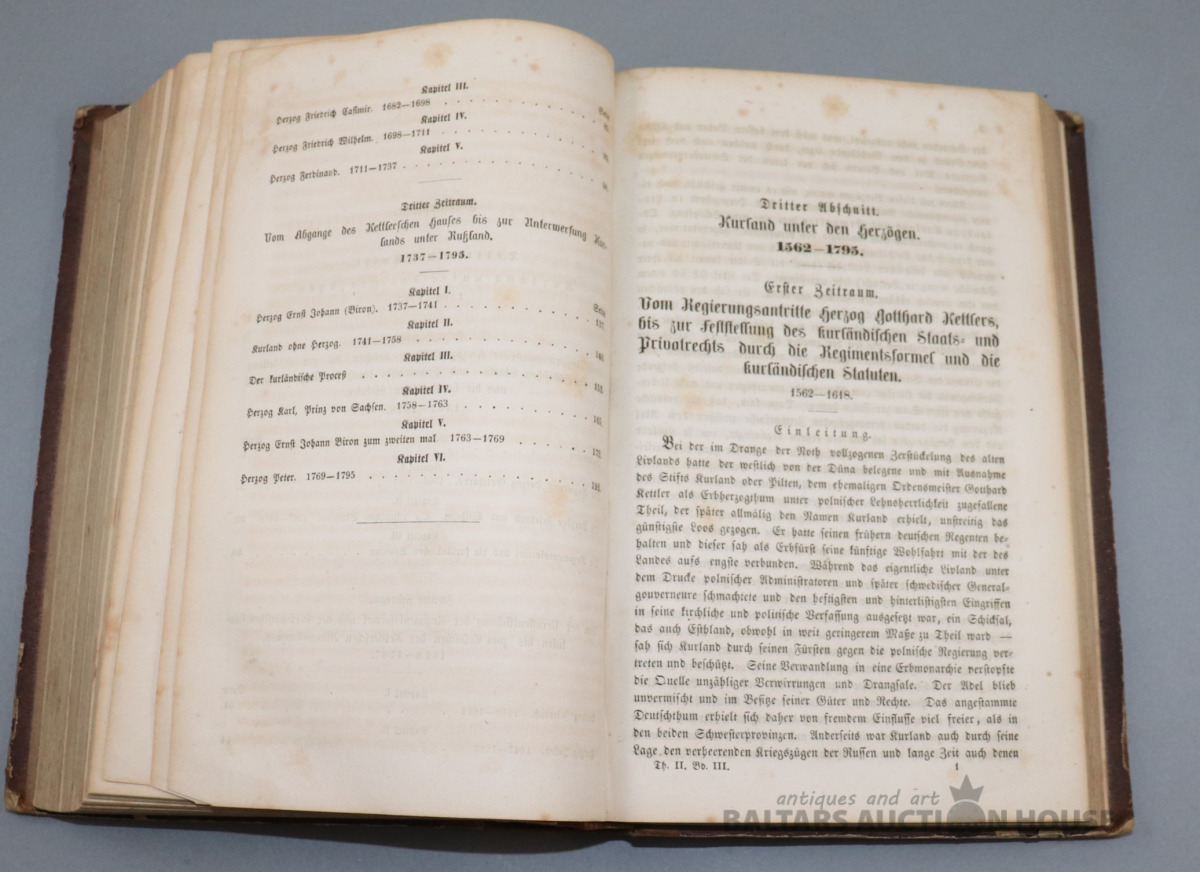 Kapitel III.
Seite
Herzog Friedrich Casimir. 1682—1698
Kapitel IV.
Herzog Friedrich Wilhelm. 1698—1711
Kapitel V.
Herzog Ferdinand. 1711—1737
Dritter Zeitraum.
Vom Abgange des Kettlerschen Hauses bis zur Unterwerfung Kur-
lands unter Rußland.
1737—1795.
Kapitel I.
Seite
Herzog Ernst Johann (Biron). 1737—1741
Kapitel II.
Kurland ohne Herzog. 1741—1758
Kapitel III.
Der kurländische Proceß
Kapitel IV.
Herzog Karl, Prinz von Sachsen. 1758—1763
Kapitel V.
Herzog Ernst Johann Biron zum zweiten mal 1763—1769
Kapitel VI.
Herzog Peter. 1769—1795
Dritter Abschnitt.
Kurland unter den Herzögen.
1562—1795.
Erster Zeitraum.
Vom Regierungsantritte Herzog Gotthard Kettlers,
bis zur Feststellung des kurländischen Staats- und
Privatrechts durch die Regimentsformel und die
kurländischen Statuten.
1562—1618.
Einleitung.
Bei der im Drange der Noth vollzogenen Zerstückelung des alten
Livlands hatte der westlich von der Düna belegene und mit Ausnahme
des Stifts Kurland oder Pilten, dem ehemaligen Ordensmeister Gotthard
Kettler als Erbherzogthum unter polnischer Lehnsherrlichkeit zugefallene
Theil, der später allmälig den Namen Kurland erhielt, unstreitig das
günstigste Loos gezogen. Er hatte seinen frühern deutschen Regenten be-
halten und dieser sah als Erbfürst seine künftige Wohlfahrt mit der des
Landes aufs engste verbunden. Während das eigentliche Livland unter
dem Drucke polnischer Administratoren und später schwedischer General-
gouverneure schmachtete und den heftigsten und hinterlistigsten Eingriffen
in seine kirchliche und politische Verfassung ausgesetzt war, ein Schicksal,
das auch Esthland, obwohl in weit geringerem Maße zu Theil ward —
sah sich Kurland durch seinen Fürsten gegen die polnische Regierung ver-
treten und beschützt. Seine Verwandlung in eine Erbmonarchie verstopfte
die Quelle unzähliger Verwirrungen und Drangsale. Der Adel blieb
unvermischt und im Besitze seiner Güter und Rechte. Das angestammte
Deutschthum erhielt sich daher von fremdem Einflusse viel freier, als in
den beiden Schwesterprovinzen. Anderseits war Kurland auch durch seine
Lage den verheerenden Kriegszügen der Russen und lange Zeit auch denen
Th. II. Bd. III. 1
antiques and art
BALTARS AUCTION HOUSE